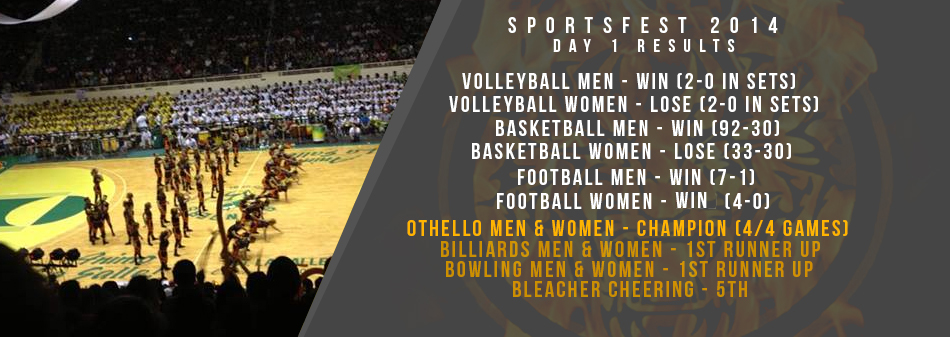 SPORTSFEST 2014
DAY 1 RESULTS
VOLLEYBALL MEN - WIN (2-0 IN SETS)
VOLLEYBALL WOMEN - LOSE (2-0 IN SETS)
BASKETBALL MEN - WIN (92-30)
BASKETBALL WOMEN - LOSE (33-30)
FOOTBALL MEN - WIN (7-1)
FOOTBALL WOMEN - WIN (4-0)
OTHELLO MEN & WOMEN - CHAMPION (4/4 GAMES)
BILLIARDS MEN & WOMEN - 1ST RUNNER UP
BOWLING MEN & WOMEN - 1ST RUNNER UP
BLEACHER CHEERING - 5TH